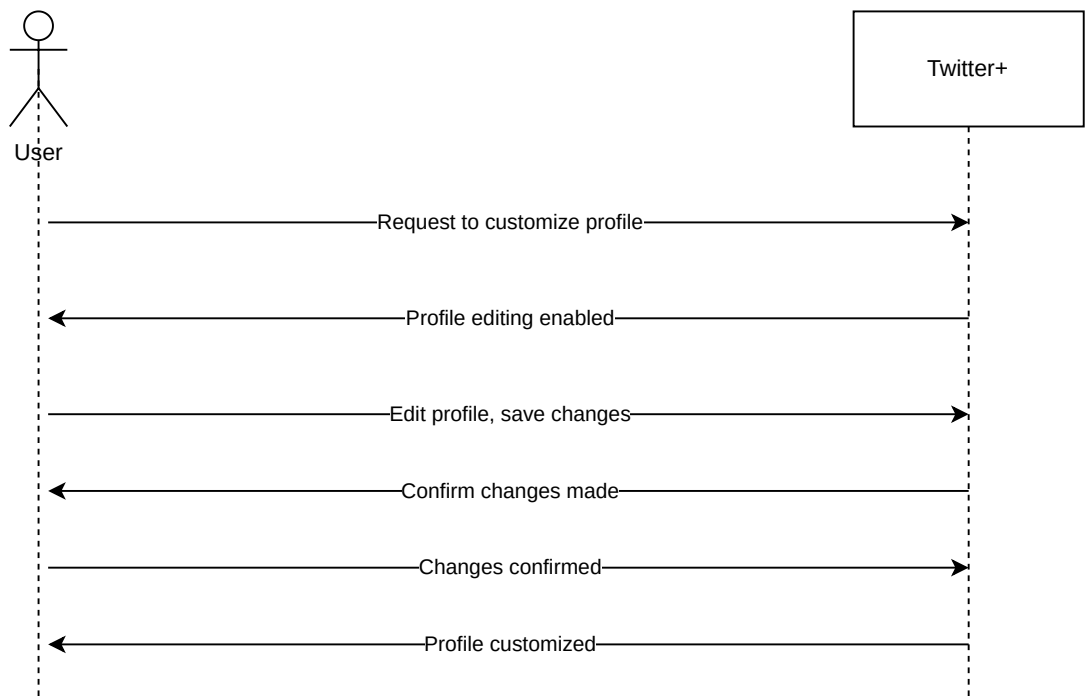 Twitter+
User
Request to customize profile
Profile editing enabled
Edit profile, save changes
Confirm changes made
Changes confirmed
Profile customized